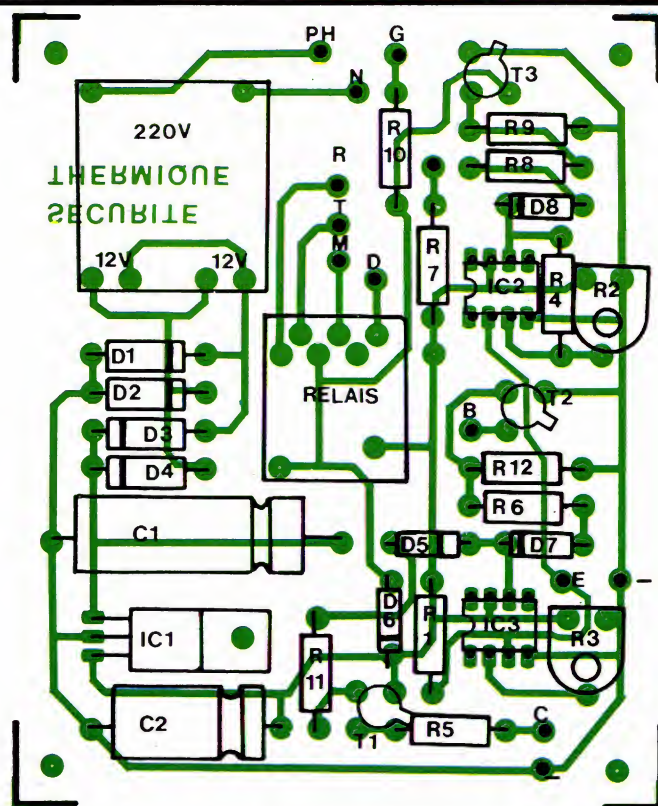 PH
G
N
T3
220V
R
10
R9
R8
R
T
M
D
THERMIQUE
SECURITE
D8
R
7
12V
12V
IC2
R
4
R2
D1
D2
D3
D4
RELAIS
T2
B
R12
R6
C1
D5
D7
E
-
D
6
R
1
IC3
R3
IC1
R
11
C2
T1
R5
C
-